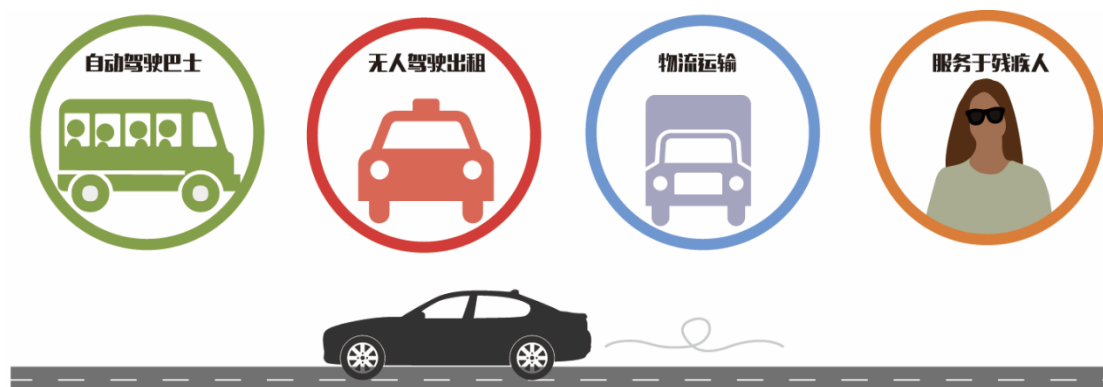 自动驾驶巴士
无人驾驶出租
物流运输
服务于残疾人